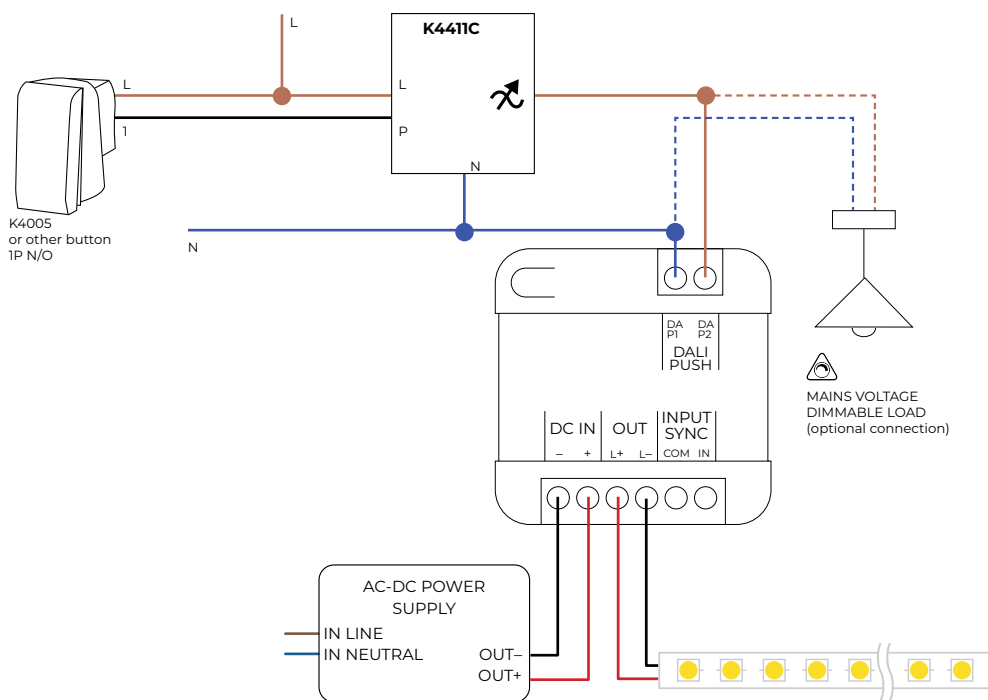 L
K4411C
L
L
1
P
N
K4005
or other button
1P N/O
N
DA DA
P1 P2
DALI
PUSH
MAINS VOLTAGE
DIMMABLE LOAD
(optional connection)
DC IN
OUT
INPUT
SYNC
– + L+ L– COM IN
AC-DC POWER
SUPPLY
IN LINE
IN NEUTRAL
OUT–
OUT+